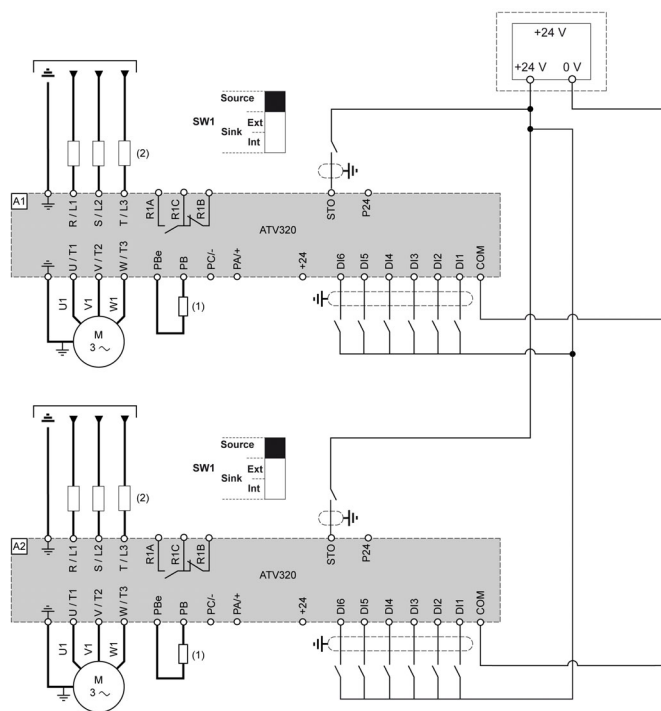 +24 V
+24 V 0 V
Source
SW1 Sink Ext
Int
(2)
A1
R / L1 S / L2 T / L3 R1A R1C R1B STO P24
ATV320
U / T1 V / T2 W / T3 PBe PB PC/- PA/+ +24 DI6 DI5 DI4 DI3 DI2 DI1 COM
U1 V1 W1
(1)
M
3
Source
SW1 Sink Ext
Int
(2)
A2
R / L1 S / L2 T / L3 R1A R1C R1B STO P24
ATV320
U / T1 V / T2 W / T3 PBe PB PC/- PA/+ +24 DI6 DI5 DI4 DI3 DI2 DI1 COM
U1 V1 W1
(1)
M
3